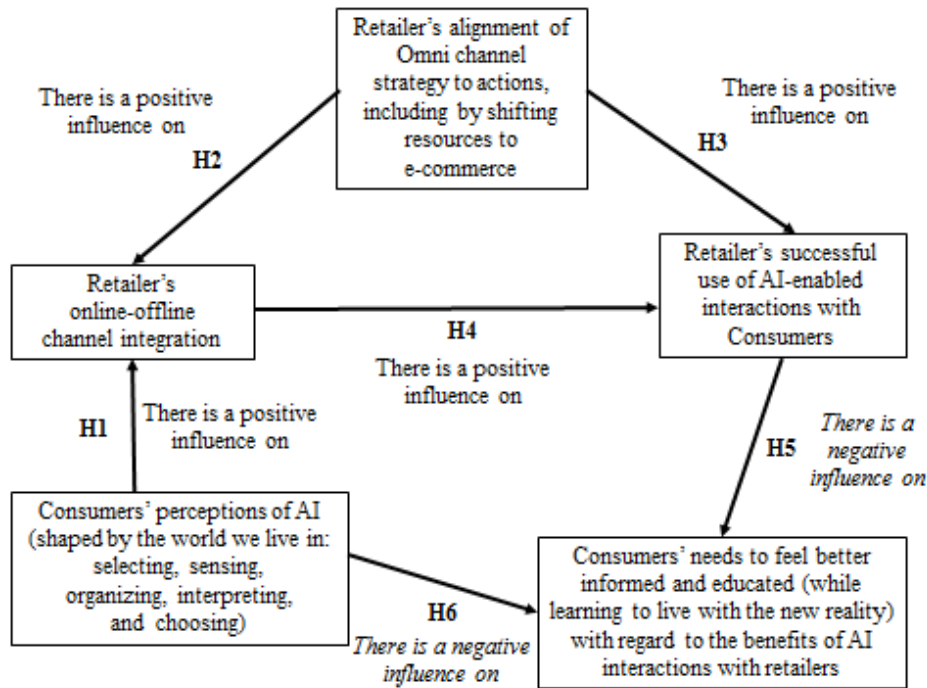 Retailer's alignment of
Omni channel
strategy to actions,
including by shifting
resources to
e-commerce
There is a positive
influence on
H2
There is a positive
influence on
H3
Retailer's
online-offline
channel integration
Retailer's successful
use of AI-enabled
interactions with
Consumers
H4
There is a positive
influence on
H1
There is a positive
influence on
H5
There is a
negative
influence on
Consumers' perceptions of AI
(shaped by the world we live in:
selecting, sensing,
organizing, interpreting,
and choosing)
H6
There is a negative
influence on
Consumers' needs to feel better
informed and educated (while
learning to live with the new reality)
with regard to the benefits of AI
interactions with retailers